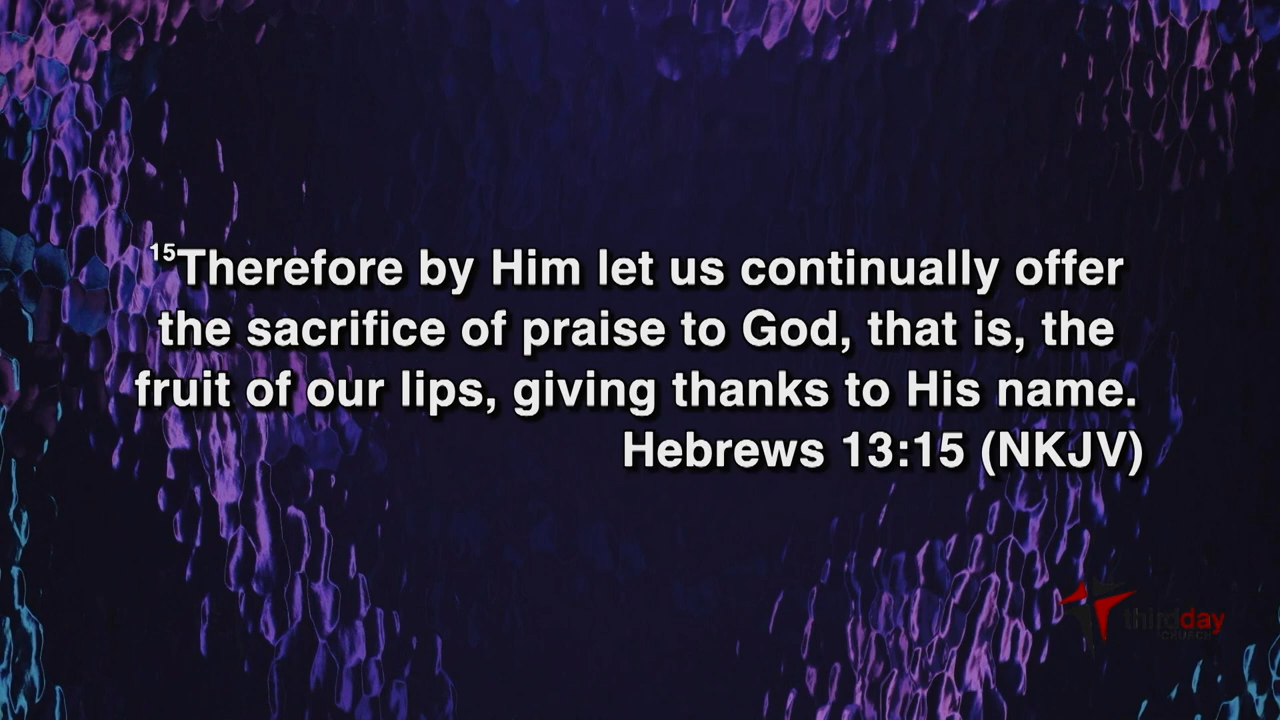 15Therefore by Him let us continually offer
the sacrifice of praise to God, that is, the
fruit of our lips, giving thanks to His name.
Hebrews 13:15 (NKJV)
thirdday
CHURCH